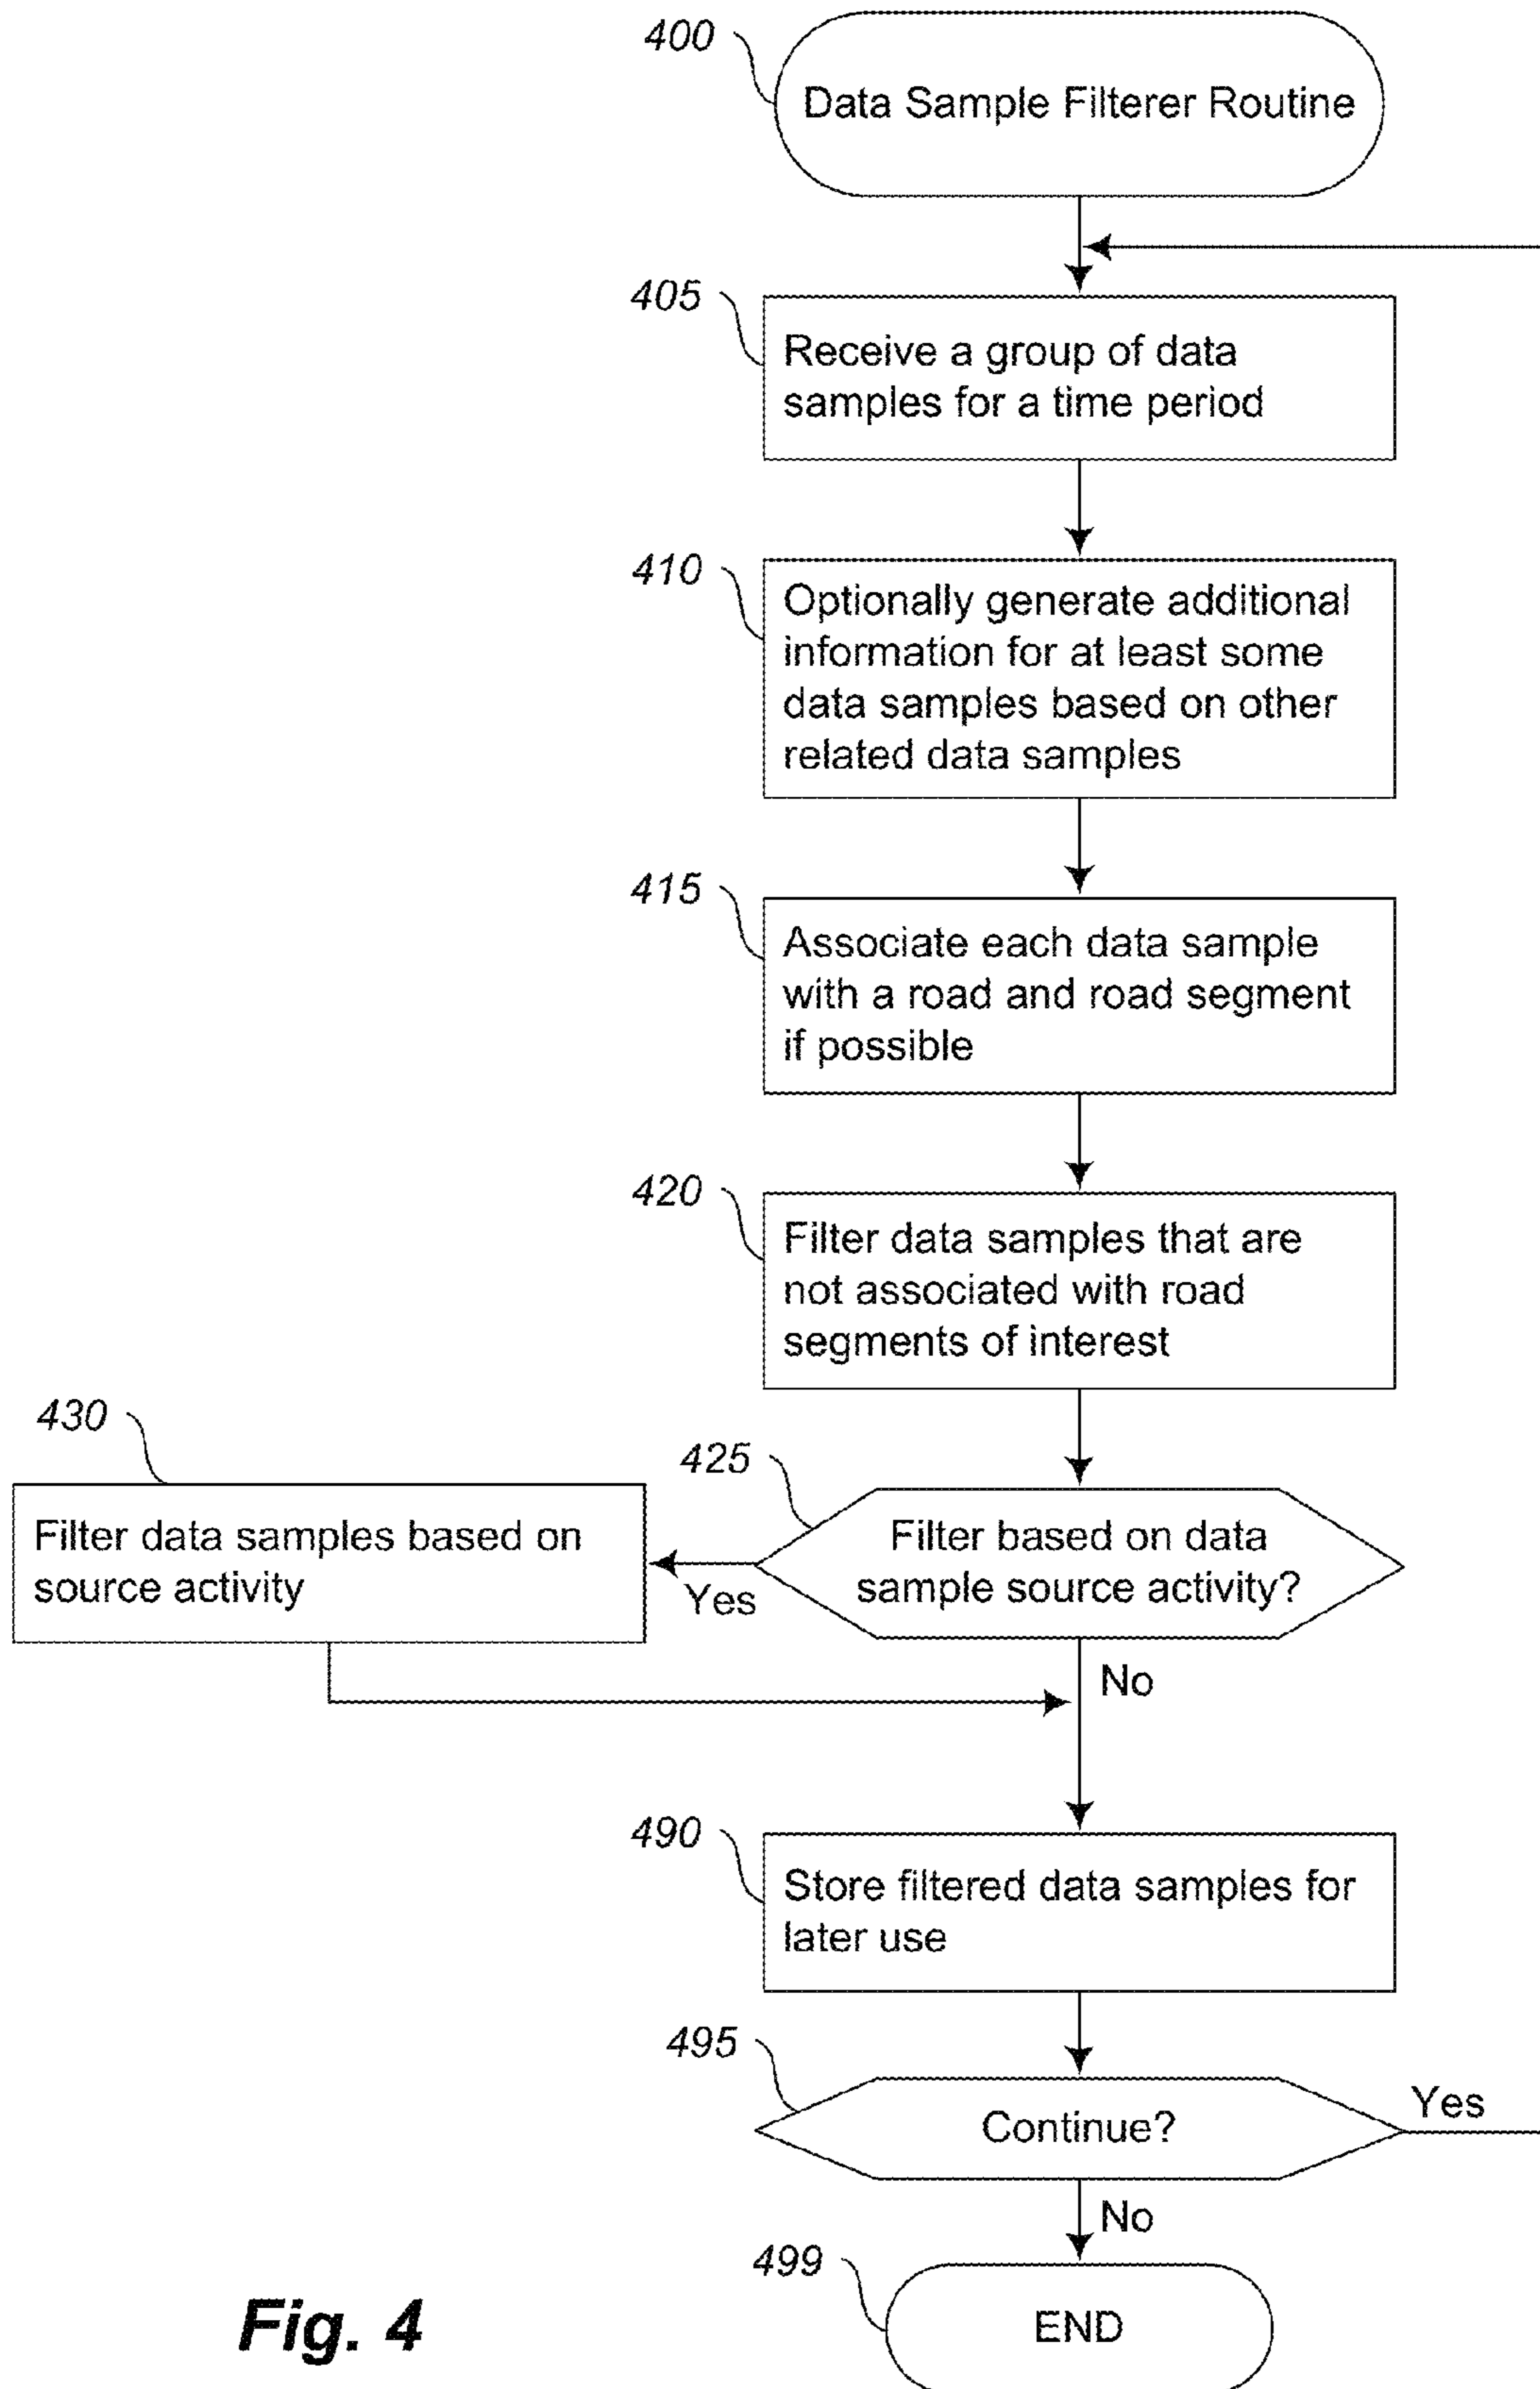 400
Data Sample Filterer Routine
405
Receive a group of data
samples for a time period
410
Optionally generate additional
information for at least some
data samples based on other
related data samples
415
Associate each data sample
with a road and road segment
if possible
420
Filter data samples that are
not associated with road
segments of interest
430
425
Filter data samples based on
source activity
Yes
Filter based on data
sample source activity?
No
490
Store filtered data samples for
later use
495
Continue?
Yes
No
499
END
Fig. 4